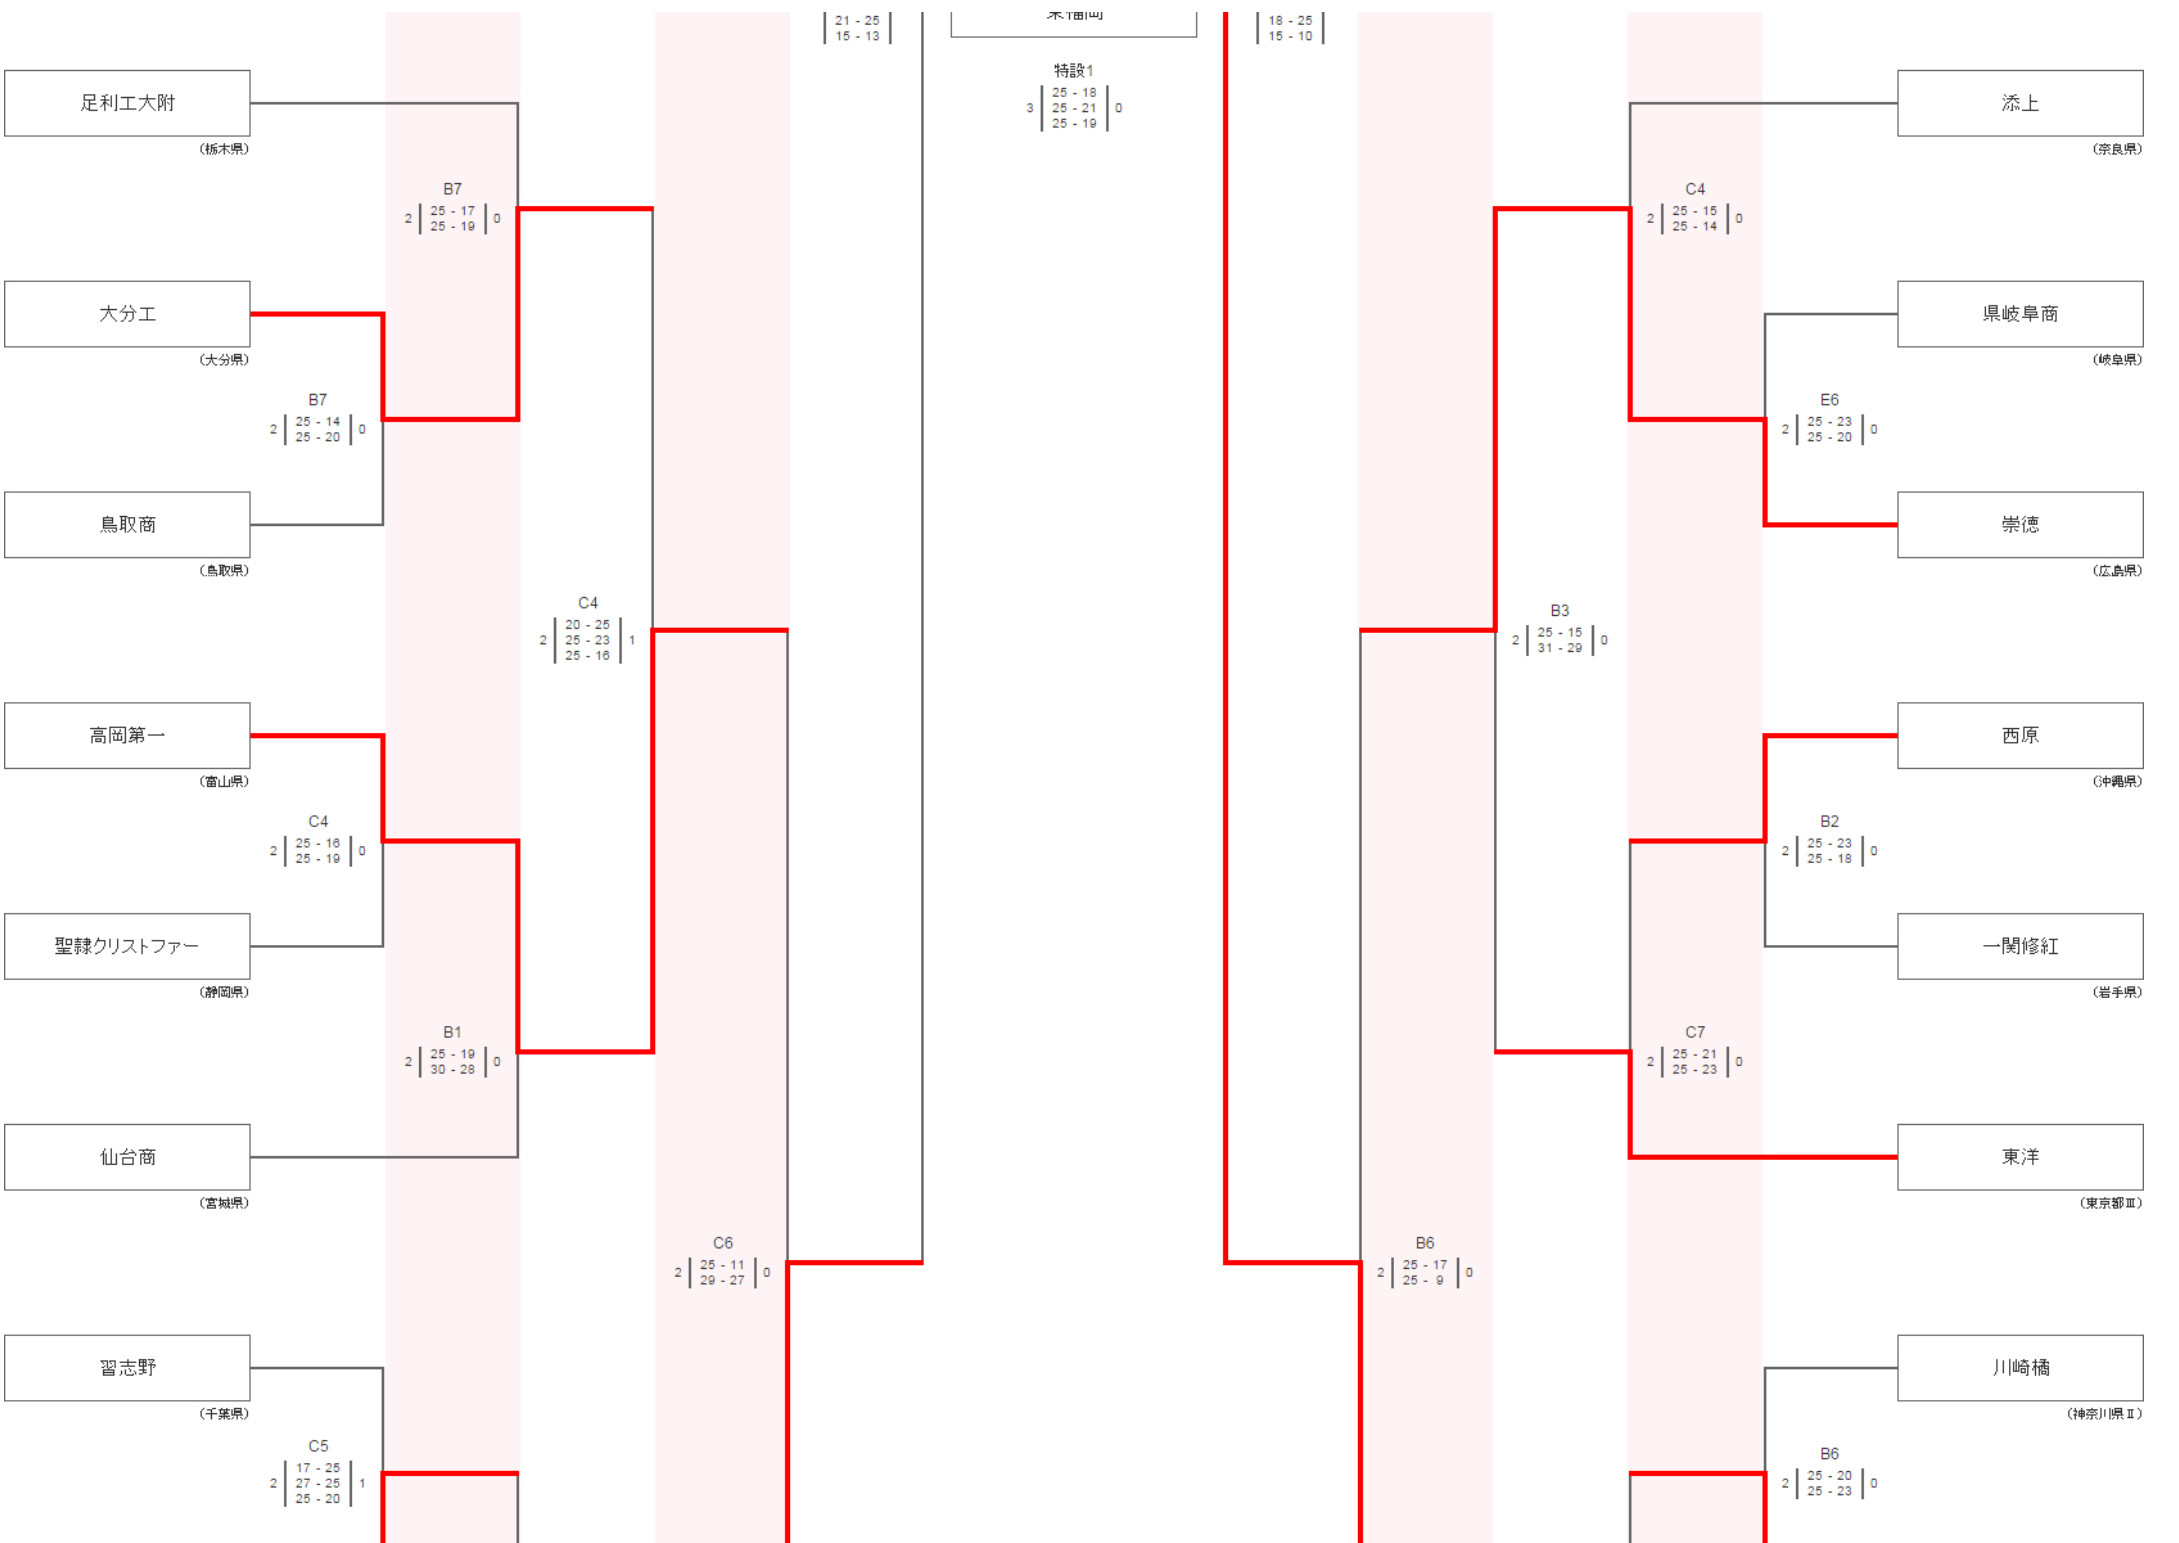 21 - 25
15 - 13
東福岡
18 - 25
15 - 10
特設1
3 25 - 18 0
25 - 21
25 - 19
足利工大附
(栃木県)
B7
2 25 - 17 0
25 - 19
大分工
(大分県)
B7
2 25 - 14 0
25 - 20
鳥取商
(鳥取県)
C4
2 20 - 25 1
25 - 23
25 - 16
高岡第一
(富山県)
C4
2 25 - 16 0
25 - 19
聖隷クリストファー
(静岡県)
B1
2 25 - 19 0
30 - 28
仙台商
(宮城県)
C6
2 25 - 11 0
29 - 27
習志野
(千葉県)
C5
2 17 - 25 1
27 - 25
25 - 20
添上
(奈良県)
C4
2 25 - 15 0
25 - 14
県岐阜商
(岐阜県)
E6
2 25 - 23 0
25 - 20
崇徳
(広島県)
B3
2 25 - 15 0
31 - 29
西原
(沖縄県)
B2
2 25 - 23 0
25 - 18
一関修紅
(岩手県)
C7
2 25 - 21 0
25 - 23
東洋
(東京都Ⅲ)
B6
2 25 - 17 0
25 - 9
川崎橘
(神奈川県Ⅱ)
B6
2 25 - 20 0
25 - 23